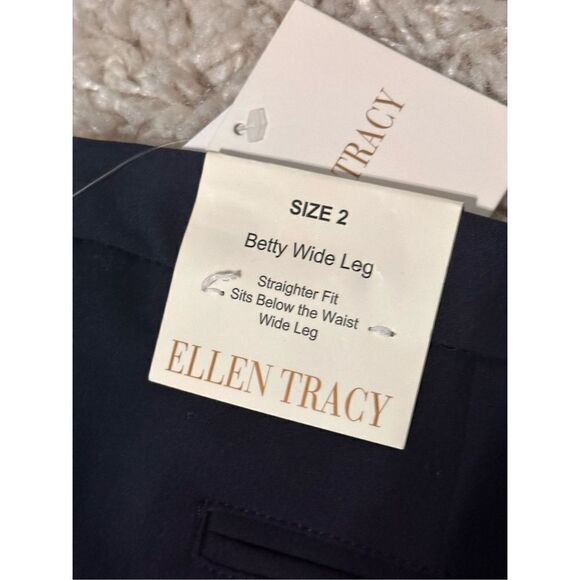 TRACY
SIZE 2
Betty Wide Leg
Straighter Fit
Sits Below the Waist
Wide Leg
ELLEN TRACY